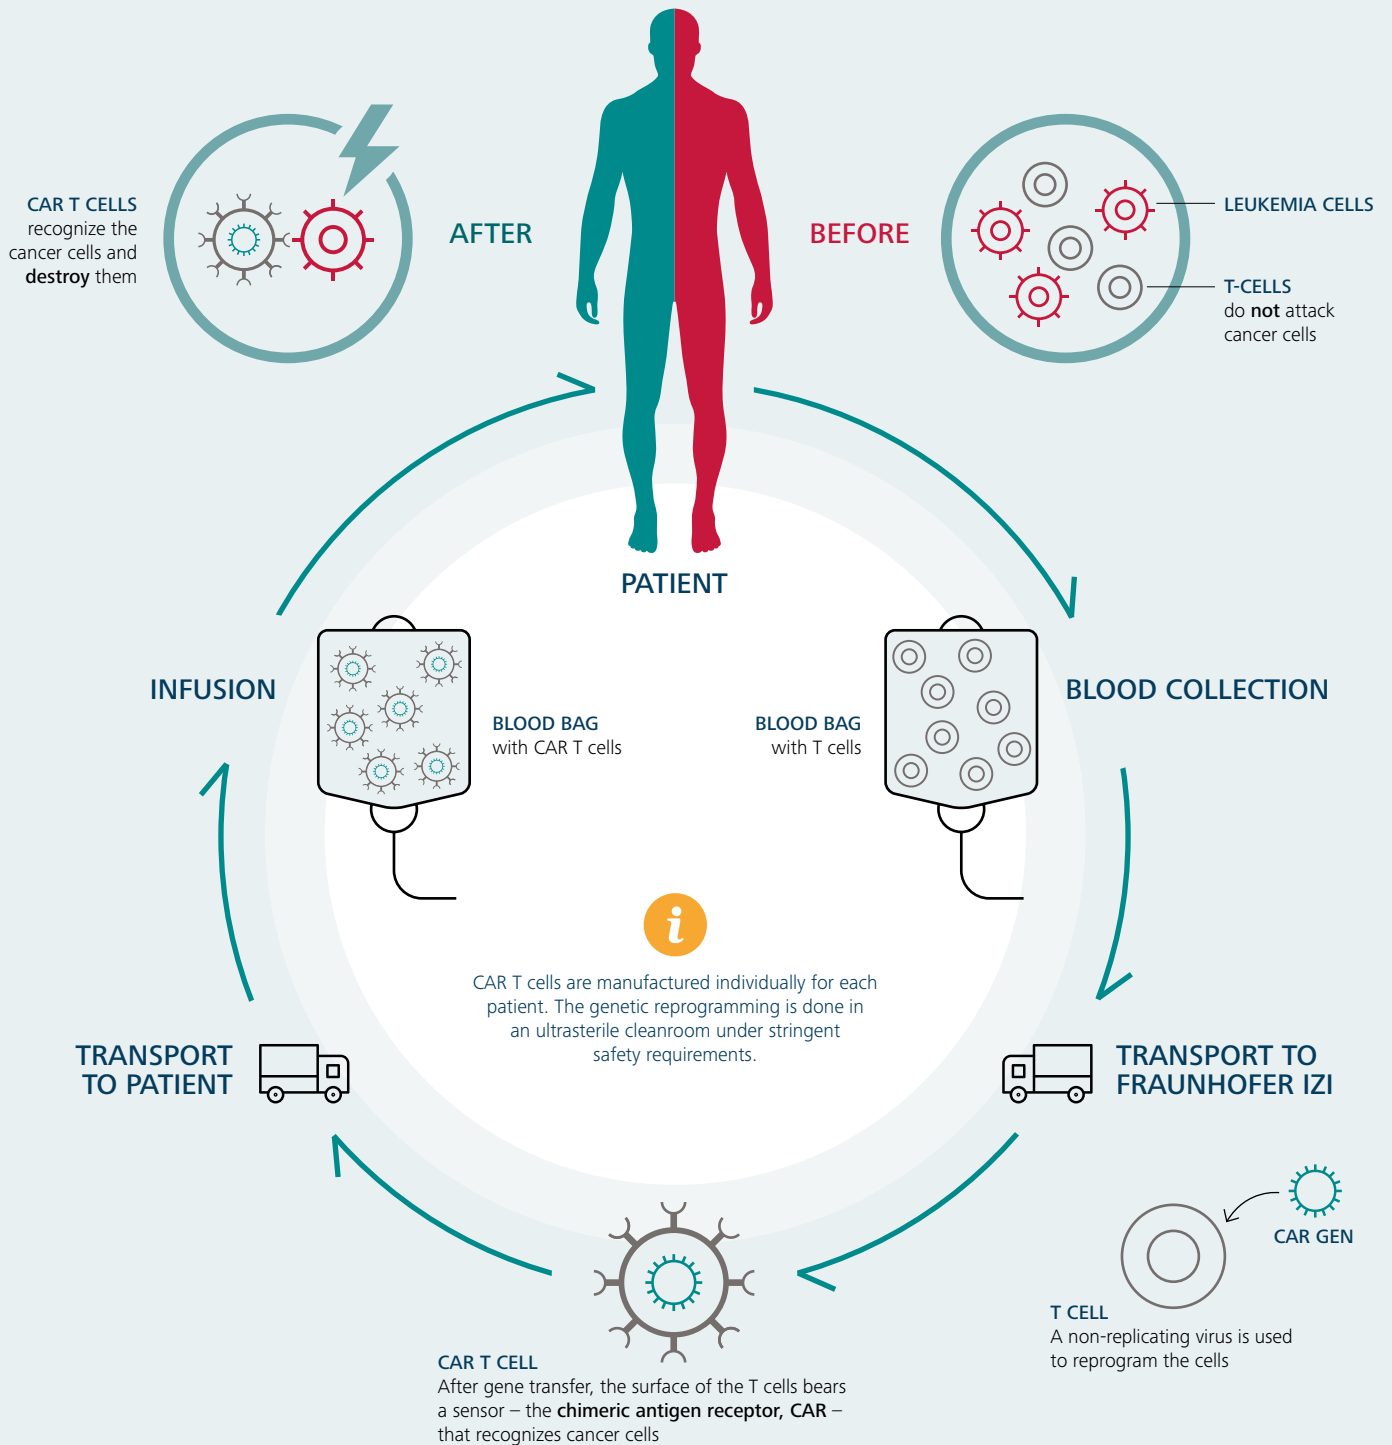 CAR T CELLS
recognize the
cancer cells and
destroy them
AFTER
BEFORE
LEUKEMIA CELLS
T-CELLS
do not attack
cancer cells
PATIENT
BLOOD COLLECTION
BLOOD BAG
with T cells
INFUSION
BLOOD BAG
with CAR T cells
i
CAR T cells are manufactured individually for each
patient. The genetic reprogramming is done in
an ultrasterile cleanroom under stringent
safety requirements.
TRANSPORT
TO PATIENT
TRANSPORT TO
FRAUNHOFER IZI
CAR GEN
T CELL
A non-replicating virus is used
to reprogram the cells
CAR T CELL
After gene transfer, the surface of the T cells bears
a sensor – the chimeric antigen receptor, CAR –
that recognizes cancer cells